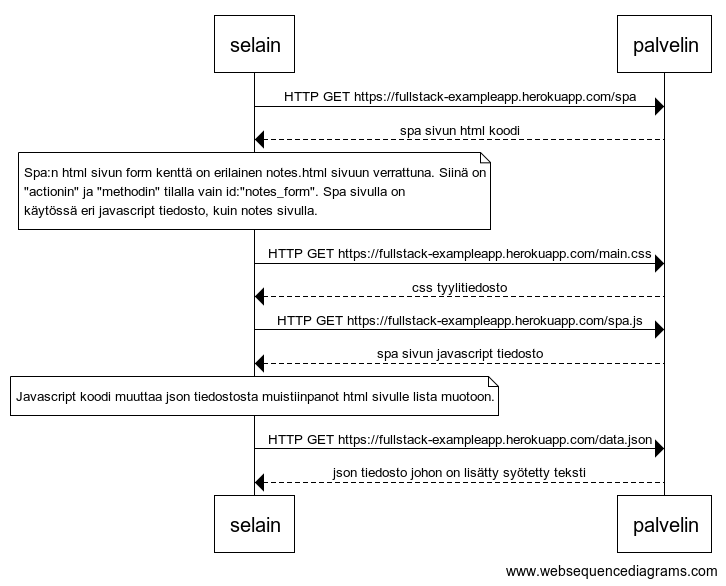 selain
palvelin
HTTP GET https://fullstack-exampleapp.herokuapp.com/spa
spa sivun html koodi
Spa:n html sivun form kenttä on erilainen notes.html sivuun verrattuna. Siinä on
"actionin" ja "methodin" tilalla vain id:"notes_form". Spa sivulla on
käytössä eri javascript tiedosto, kuin notes sivulla.
HTTP GET https://fullstack-exampleapp.herokuapp.com/main.css
css tyylitiedosto
HTTP GET https://fullstack-exampleapp.herokuapp.com/spa.js
spa sivun javascript tiedosto
Javascript koodi muuttaa json tiedostosta muistiinpanot html sivulle lista muotoon.
HTTP GET https://fullstack-exampleapp.herokuapp.com/data.json
json tiedosto johon on lisätty syötetty teksti
selain
palvelin
www.websequencediagrams.com